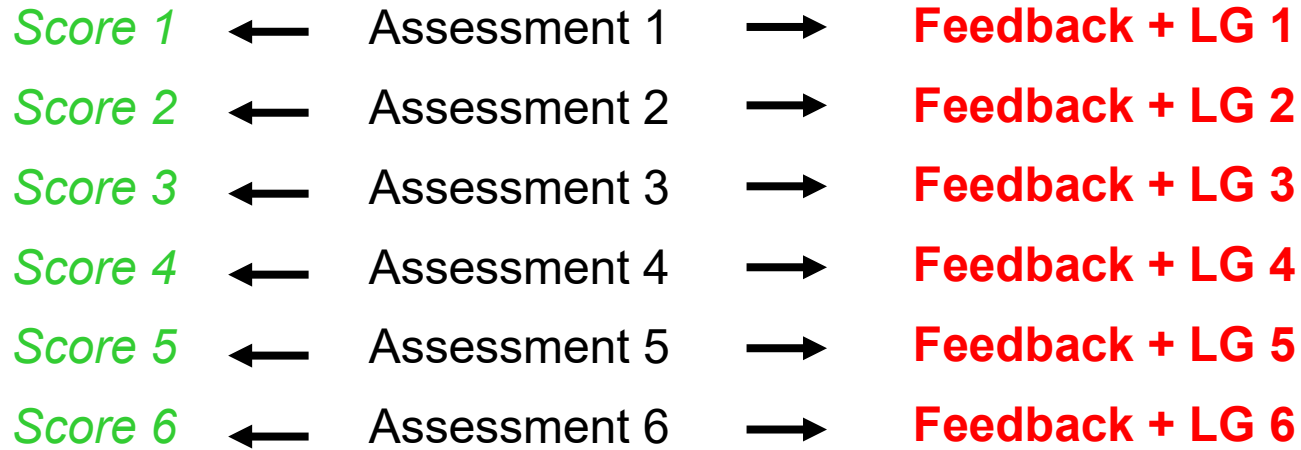 Score 1 Assessment 1 Feedback + LG 1
Score 2 Assessment 2 Feedback + LG 2
Score 3 Assessment 3 Feedback + LG 3
Score 4 Assessment 4 Feedback + LG 4
Score 5 Assessment 5 Feedback + LG 5
Score 6 Assessment 6 Feedback + LG 6